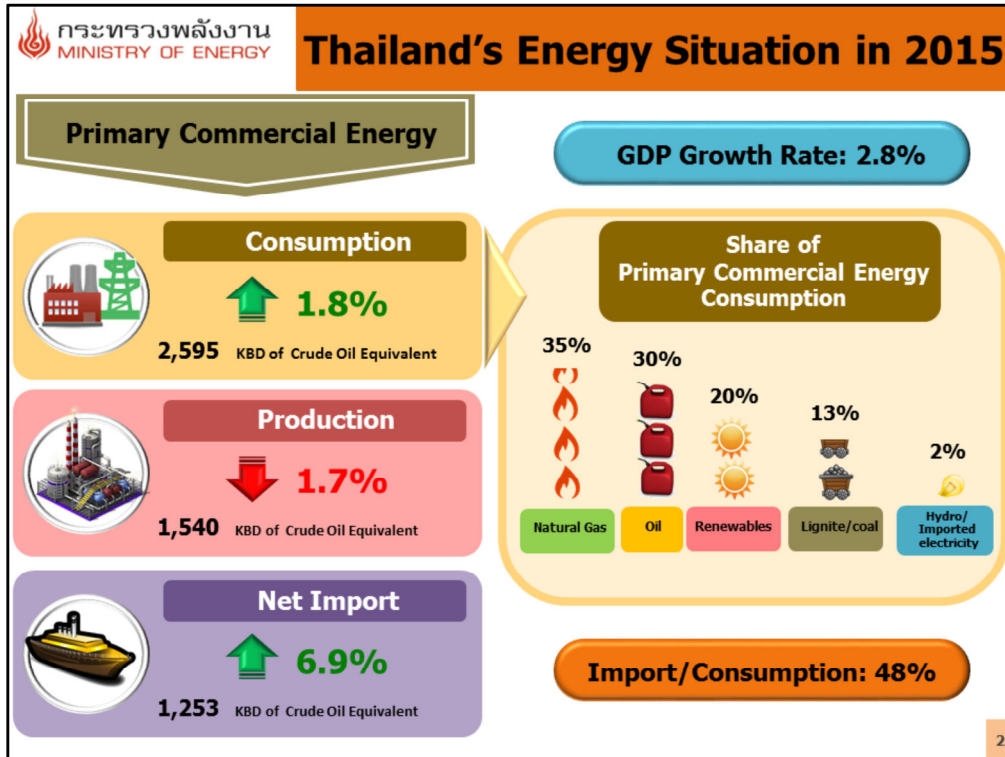 กระทรวงพลังงาน
MINISTRY OF ENERGY
Thailand's Energy Situation in 2015
Primary Commercial Energy
GDP Growth Rate: 2.8%
Consumption
1.8%
2,595 KBD of Crude Oil Equivalent
Production
1.7%
1,540 KBD of Crude Oil Equivalent
Net Import
6.9%
1,253 KBD of Crude Oil Equivalent
Share of
Primary Commercial Energy
Consumption
35%
30%
20%
13%
2%
Natural Gas
Oil
Renewables
Lignite/coal
Hydro/
Imported
electricity
Import/Consumption: 48%
2